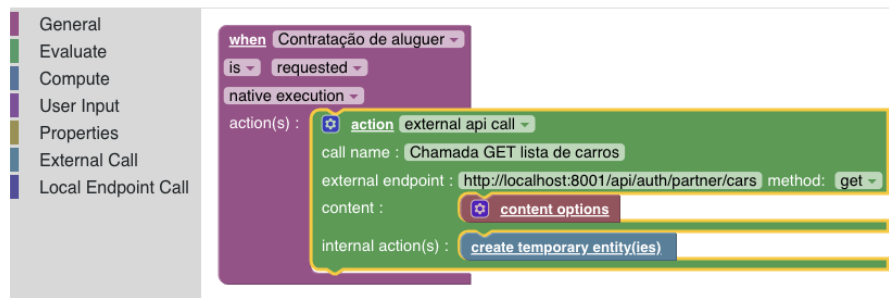 General
Evaluate
Compute
User Input
Properties
External Call
Local Endpoint Call
when Contratação de aluguer
is requested
native execution
action(s) : action external api call
call name : Chamada GET lista de carros
external endpoint : http://localhost:8001/api/auth/partner/cars method: get
content : content options
internal action(s) : create temporary entity(ies)